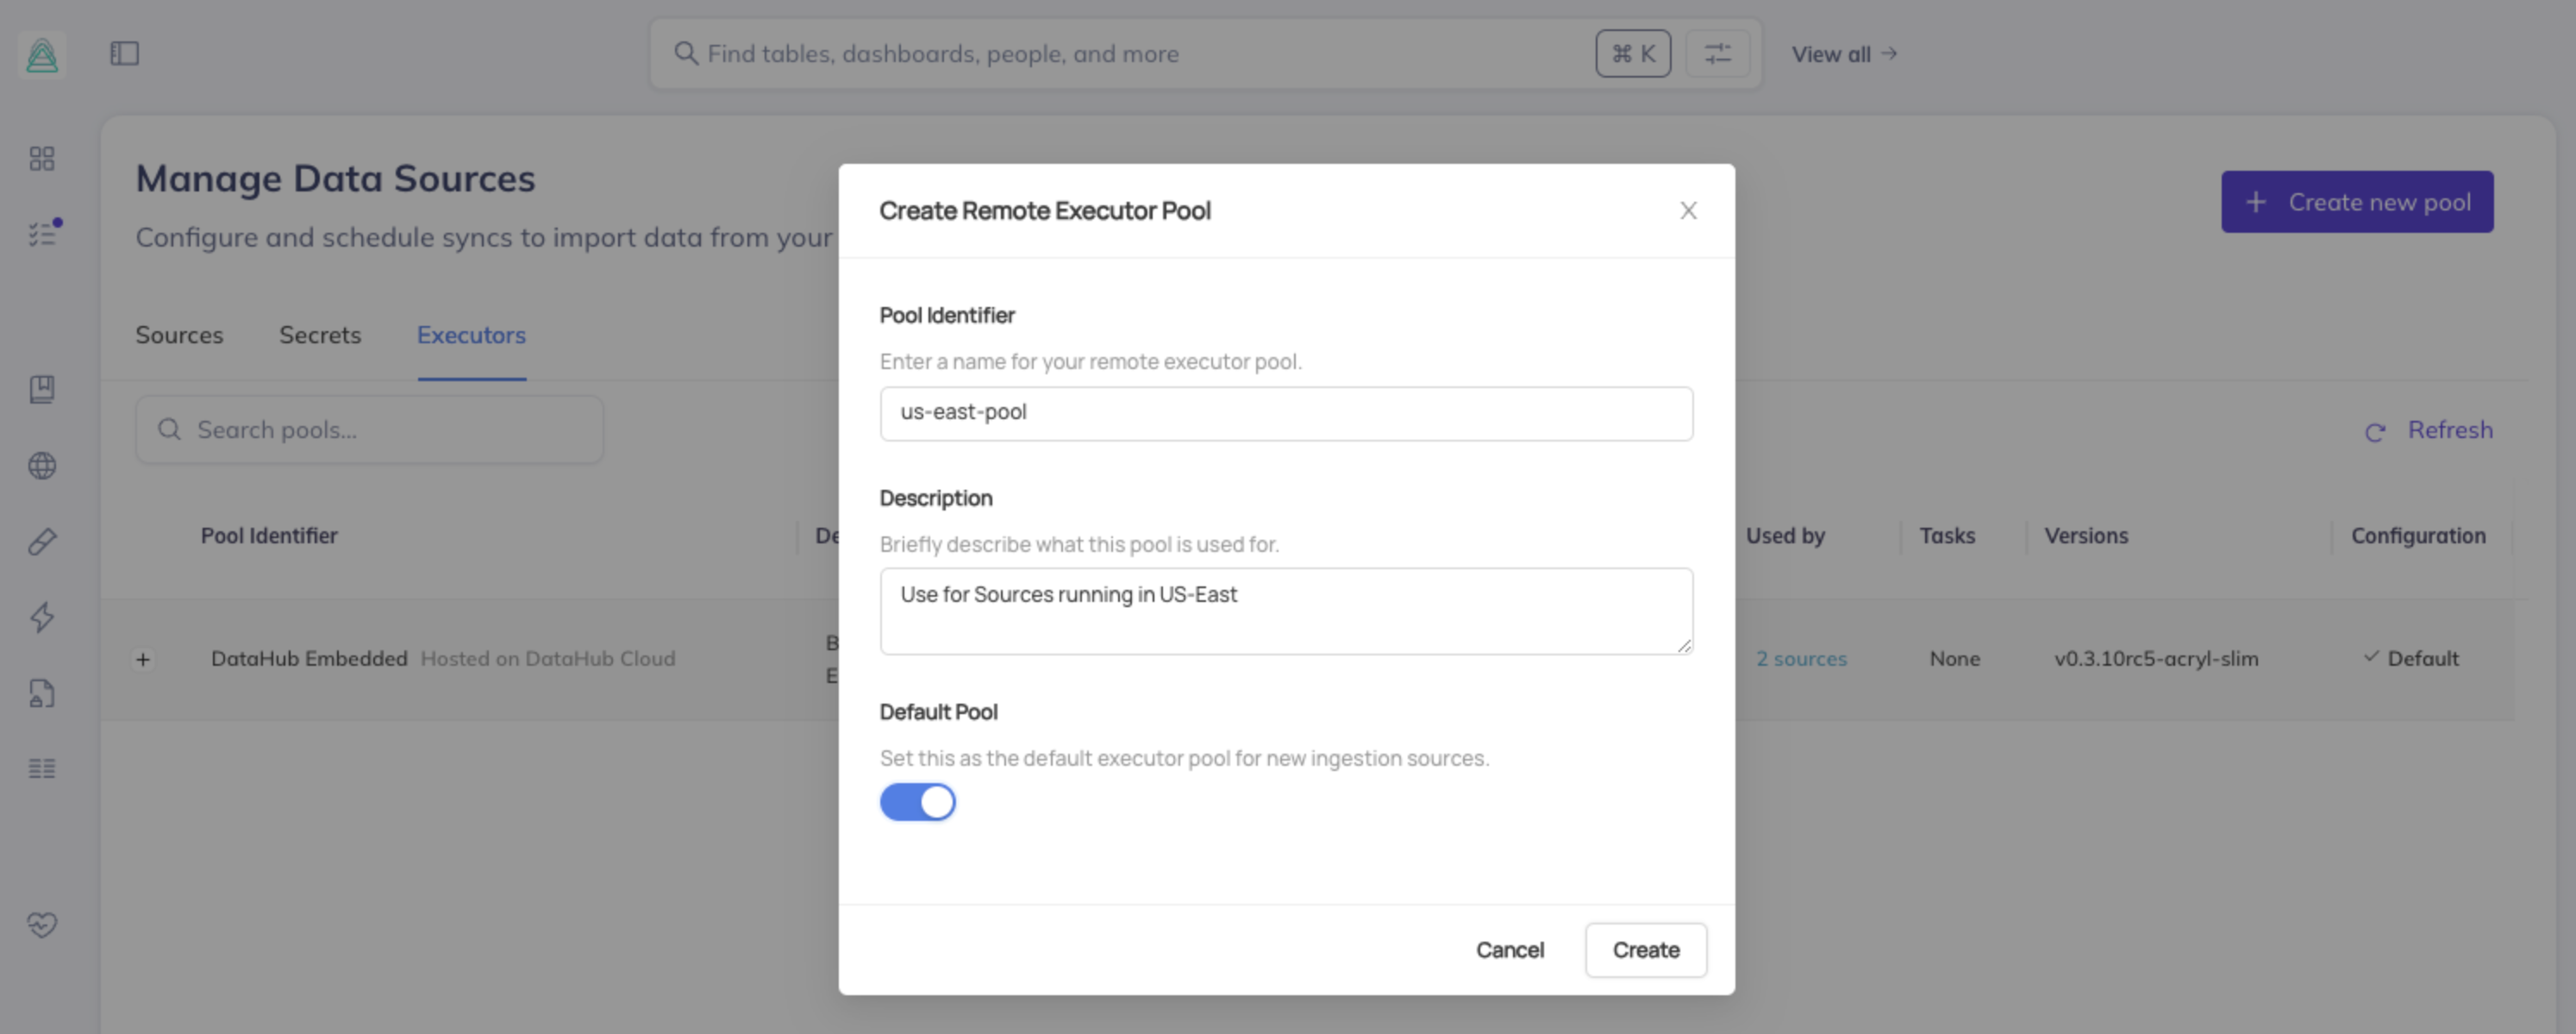 Find tables, dashboards, people, and more
⌘ K
View all →
Manage Data Sources
Configure and schedule syncs to import data from your
+ Create new pool
Sources Secrets Executors
Search pools...
Refresh
Pool Identifier
Used by Tasks Versions Configuration
+ DataHub Embedded Hosted on DataHub Cloud
2 sources None v0.3.10rc5-acryl-slim ✓ Default
Create Remote Executor Pool
X
Pool Identifier
Enter a name for your remote executor pool.
us-east-pool
Description
Briefly describe what this pool is used for.
Use for Sources running in US-East
Default Pool
Set this as the default executor pool for new ingestion sources.
Cancel Create